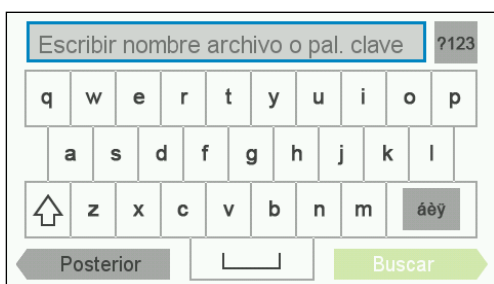 Escribir nombre archivo o pal. clave ?123
q w e r t y u i o p
a s d f g h j k l
z x c v b n m áèÿ
Posterior Buscar